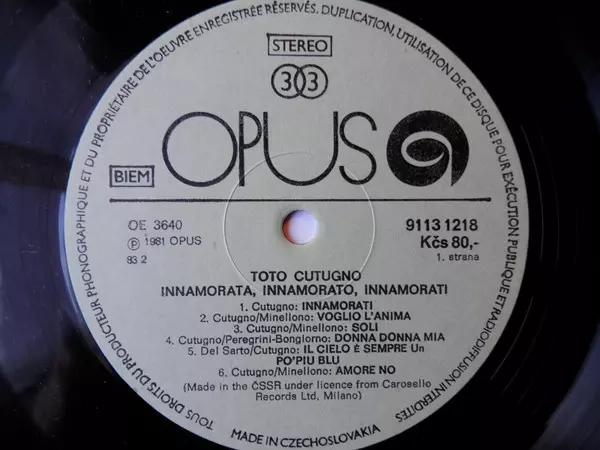 TOUS DROITS DU PRODUCTEUR PHONOGRAPHIQUE ET DU PROPRIÉTAIRE DE L'OEUVRE ENREGISTRÉE RÉSERVÉS. DUPLICATION, UTILISATION DE CE DISQUE POUR EXÉCUTION PUBLIQUE ET RADIODIFFUSION INTERDITES
STEREO
33
OPUS
BIEM
OE 3640
9113 1218
℗ 1981 OPUS
Kčs 80,-
83 2
1. strana
TOTO CUTUGNO
INNAMORATA, INNAMORATO, INNAMORATI
1. Cutugno: INNAMORATI
2. Cutugno/Minellono: VOGLIO L'ANIMA
3. Cutugno/Minellono: SOLI
4. Cutugno/Peregrini-Bongiorno: DONNA DONNA MIA
5. Del Sarto/Cutugno: IL CIELO È SEMPRE Un
PO'PIU BLU
6. Cutugno/Minellono: AMORE NO
(Made in the ČSSR under licence from Carosello
Records Ltd, Milano)
MADE IN CZECHOSLOVAKIA